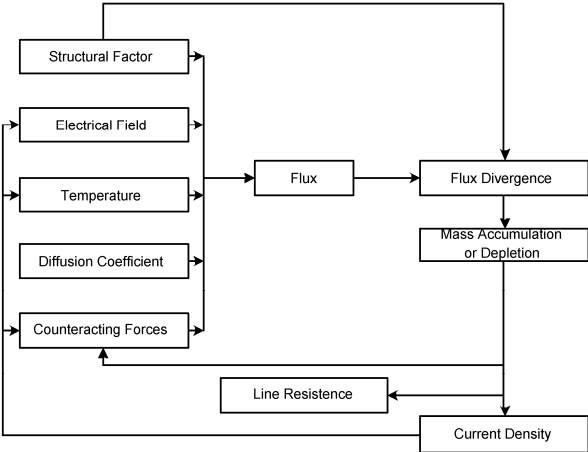 Structural Factor
Electrical Field
Temperature
Diffusion Coefficient
Counteracting Forces
Flux
Flux Divergence
Mass Accumulation
or Depletion
Line Resistence
Current Density